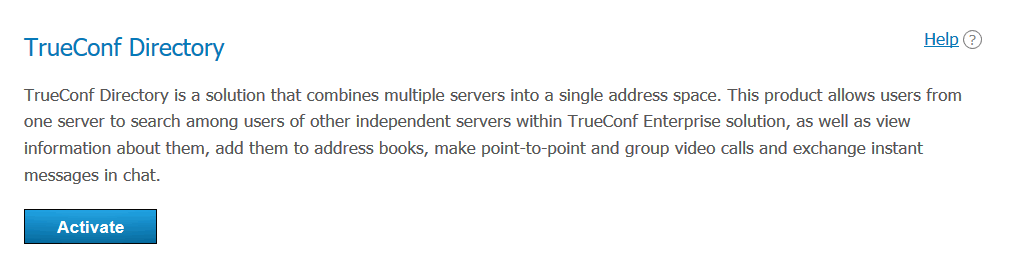 TrueConf Directory
Help ?
TrueConf Directory is a solution that combines multiple servers into a single address space. This product allows users from
one server to search among users of other independent servers within TrueConf Enterprise solution, as well as view
information about them, add them to address books, make point-to-point and group video calls and exchange instant
messages in chat.
Activate